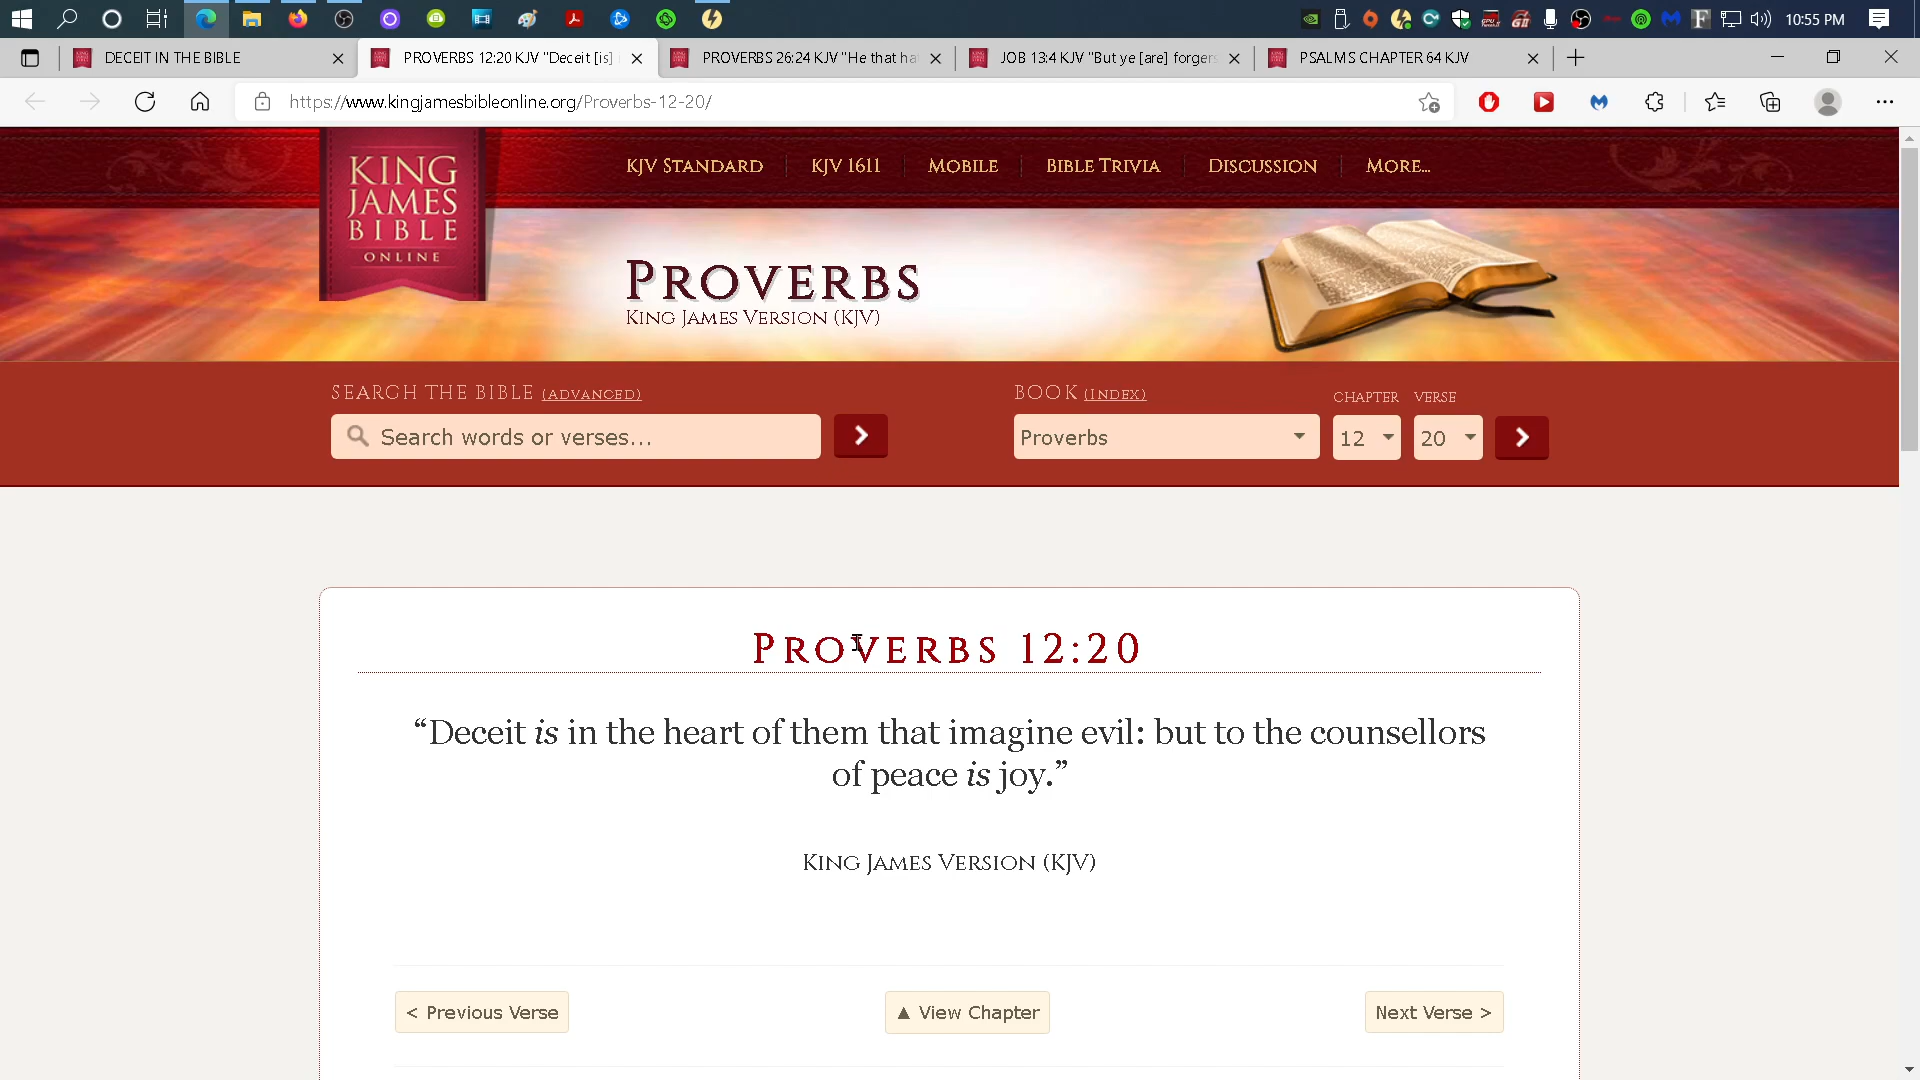 10:55 PM
DECEIT IN THE BIBLE
PROVERBS 12:20 KJV "Deceit [is]
PROVERBS 26:24 KJV "He that ha
JOB 13:4 KJV "But ye [are] forgers
PSALMS CHAPTER 64 KJV
https://www.kingjamesbibleonline.org/Proverbs-12-20/
KING
JAMES
BIBLE
ONLINE
KJV STANDARD
KJV 1611
MOBILE
BIBLE TRIVIA
DISCUSSION
MORE...
PROVERBS
KING JAMES VERSION (KJV)
SEARCH THE BIBLE (ADVANCED)
BOOK (INDEX)
CHAPTER
VERSE
Search words or verses...
Proverbs
12
20
PROVERBS 12:20
“Deceit is in the heart of them that imagine evil: but to the counsellors
of peace is joy.”
KING JAMES VERSION (KJV)
< Previous Verse
▲ View Chapter
Next Verse >